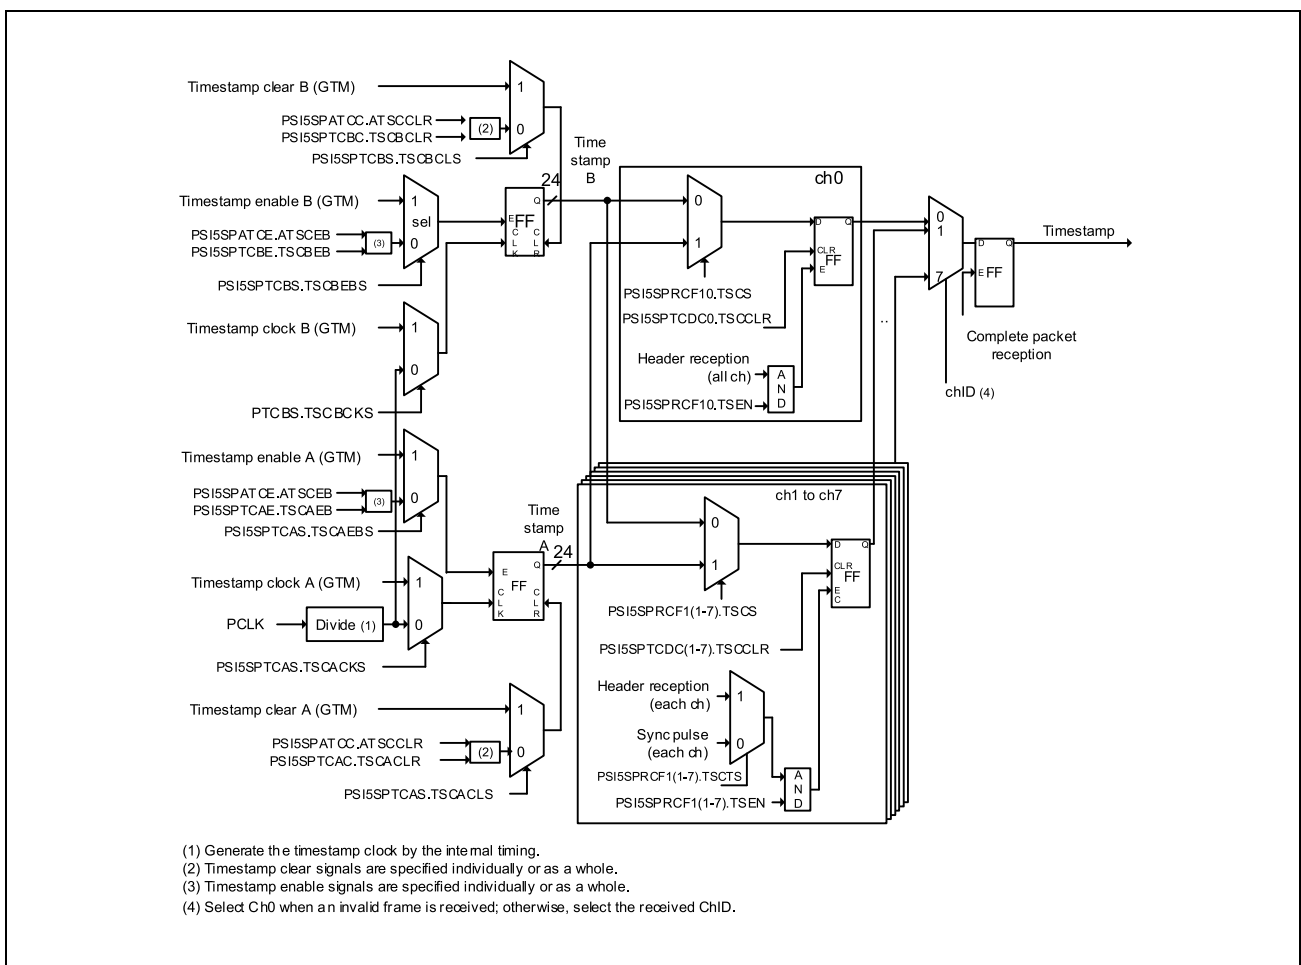 Timestamp clear B (GTM)
1
PSI5SPATCC.ATSCCLR
PSI5SPTCBC.TSCBCLR
(2)
0
PSI5SPTCBS.TSCBCLS
Time
stamp
B
24
Timestamp enable B (GTM)
1
sel
PSI5SPATCE.ATSCEB
PSI5SPTCBE.TSCBEB
(3)
0
PSI5SPTCBS.TSCBEBS
E
FF
Q
C
L
K
C
L
R
Timestamp clock B (GTM)
1
0
PTCBS.TSCBCKS
Timestamp enable A (GTM)
1
PSI5SPATCE.ATSCEB
PSI5SPTCAE.TSCAEB
(3)
0
PSI5SPTCAS.TSCAEBS
Timestamp clock A (GTM)
1
PCLK
Divide (1)
0
PSI5SPTCAS.TSCACKS
Time
stamp
A
24
E
FF
Q
C
L
K
C
L
R
Timestamp clear A (GTM)
1
PSI5SPATCC.ATSCCLR
PSI5SPTCAC.TSCACLR
(2)
0
PSI5SPTCAS.TSCACLS
ch0
0
1
PSI5SPRCF10.TSCS
PSI5SPTCDC0.TSCCLR
D
Q
CLR
FF
E
Header reception
(all ch)
PSI5SPRCF10.TSEN
A
N
D
ch1 to ch7
0
1
PSI5SPRCF1(1-7).TSCS
PSI5SPTCDC(1-7).TSCCLR
D
Q
CLR
FF
E
C
Header reception
(each ch)
1
Sync pulse
(each ch)
0
PSI5SPRCF1(1-7).TSCTS
PSI5SPRCF1(1-7).TSEN
A
N
D
..
0
1
7
D
Q
E
FF
Timestamp
Complete packet
reception
chID (4)
(1) Generate the timestamp clock by the internal timing.
(2) Timestamp clear signals are specified individually or as a whole.
(3) Timestamp enable signals are specified individually or as a whole.
(4) Select Ch0 when an invalid frame is received; otherwise, select the received ChID.